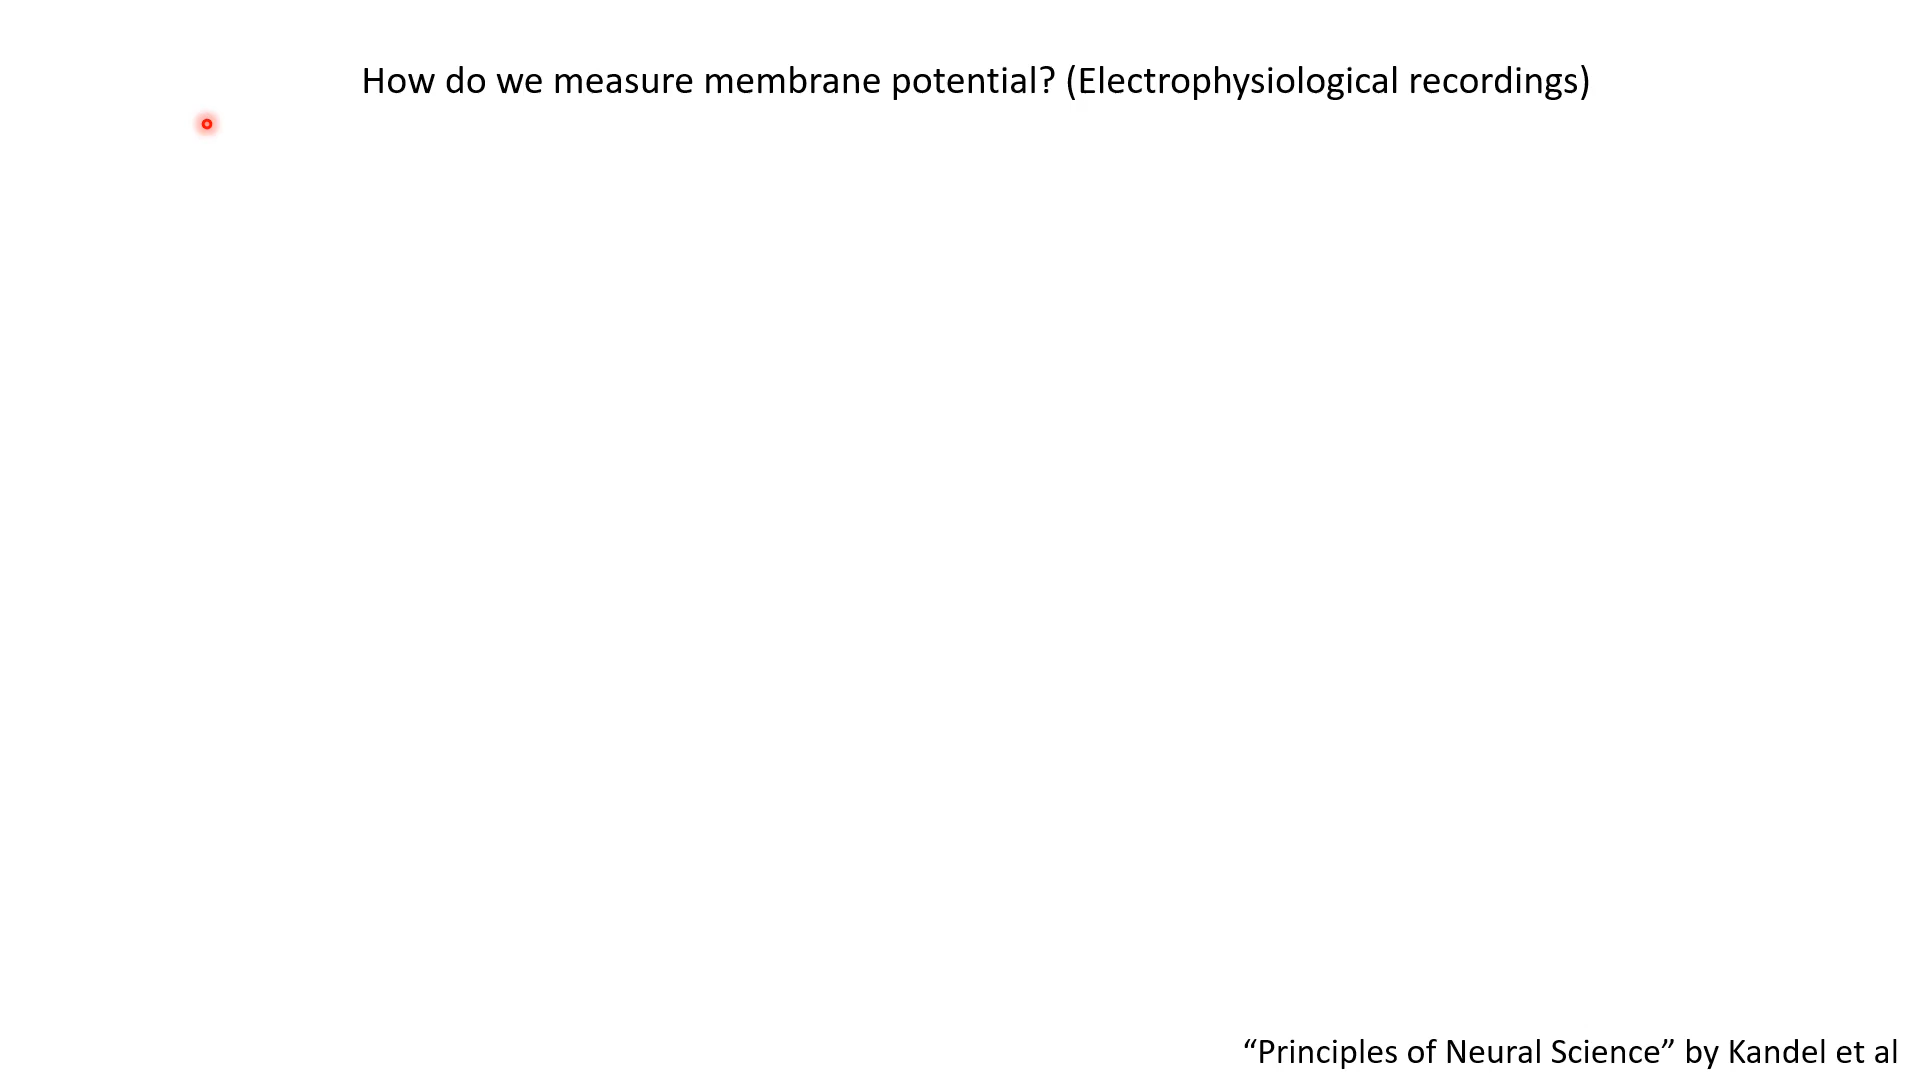 How do we measure membrane potential? (Electrophysiological recordings)
“Principles of Neural Science” by Kandel et al